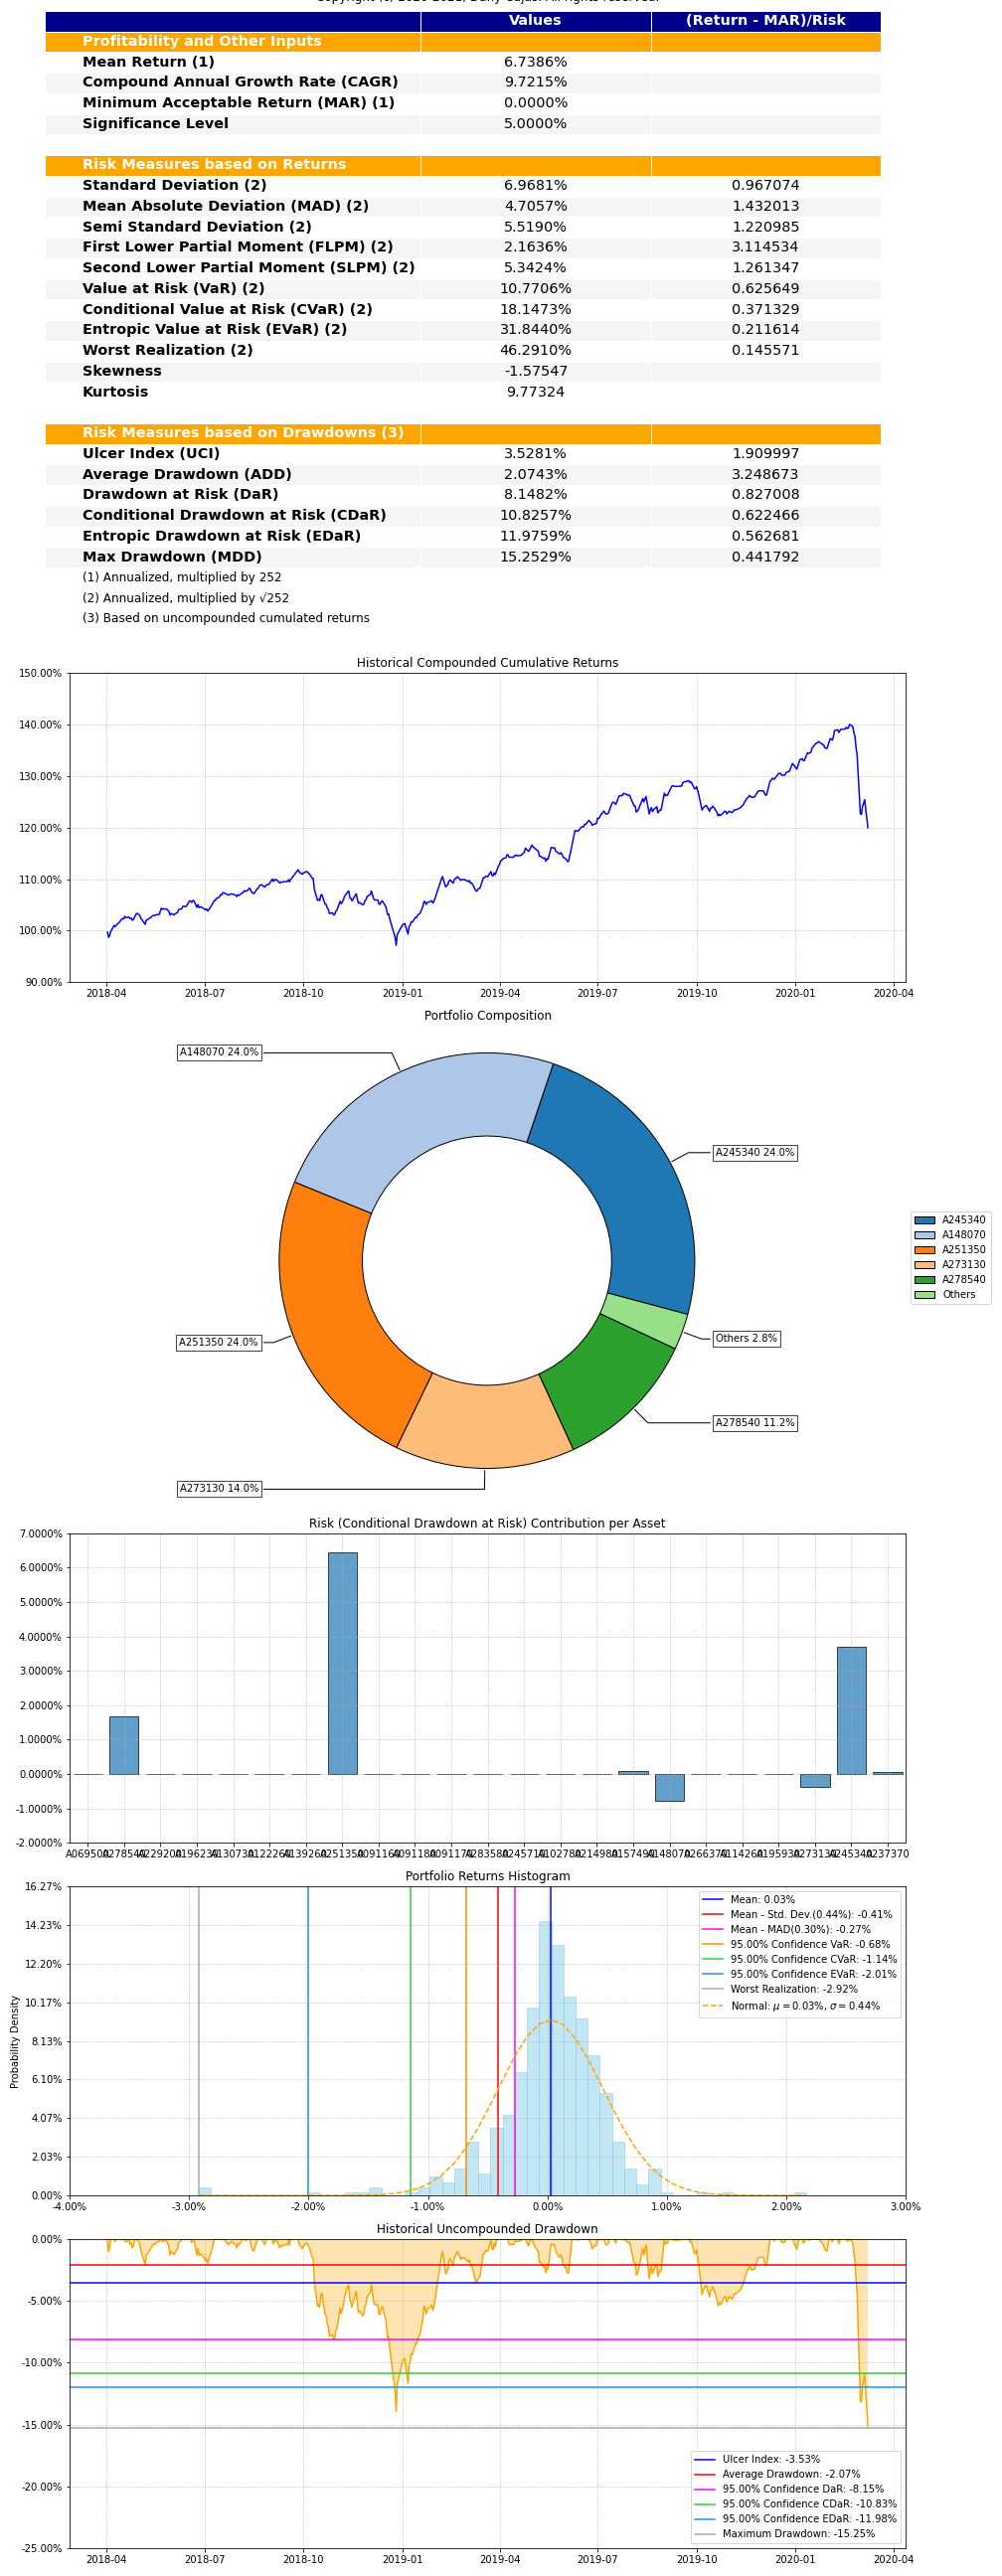 Values (Return - MAR)/Risk
Profitability and Other Inputs
Mean Return (1) 6.7386%
Compound Annual Growth Rate (CAGR) 9.7215%
Minimum Acceptable Return (MAR) (1) 0.0000%
Significance Level 5.0000%
Risk Measures based on Returns
Standard Deviation (2) 6.9681% 0.967074
Mean Absolute Deviation (MAD) (2) 4.7057% 1.432013
Semi Standard Deviation (2) 5.5190% 1.220985
First Lower Partial Moment (FLPM) (2) 2.1636% 3.114534
Second Lower Partial Moment (SLPM) (2) 5.3424% 1.261347
Value at Risk (VaR) (2) 10.7706% 0.625649
Conditional Value at Risk (CVaR) (2) 18.1473% 0.371329
Entropic Value at Risk (EVaR) (2) 31.8440% 0.211614
Worst Realization (2) 46.2910% 0.145571
Skewness -1.57547
Kurtosis 9.77324
Risk Measures based on Drawdowns (3)
Ulcer Index (UCI) 3.5281% 1.909997
Average Drawdown (ADD) 2.0743% 3.248673
Drawdown at Risk (DaR) 8.1482% 0.827008
Conditional Drawdown at Risk (CDaR) 10.8257% 0.622466
Entropic Drawdown at Risk (EDaR) 11.9759% 0.562681
Max Drawdown (MDD) 15.2529% 0.441792
(1) Annualized, multiplied by 252
(2) Annualized, multiplied by √252
(3) Based on uncompounded cumulated returns
Historical Compounded Cumulative Returns
150.00%
140.00%
130.00%
120.00%
110.00%
100.00%
90.00%
2018-04 2018-07 2018-10 2019-01 2019-04 2019-07 2019-10 2020-01 2020-04
Portfolio Composition
A148070 24.0%
A245340 24.0%
A251350 24.0%
Others 2.8%
A278540 11.2%
A273130 14.0%
A245340
A148070
A251350
A273130
A278540
Others
Risk (Conditional Drawdown at Risk) Contribution per Asset
7.0000%
6.0000%
5.0000%
4.0000%
3.0000%
2.0000%
1.0000%
0.0000%
-1.0000%
-2.0000%
Portfolio Returns Histogram
Probability Density
16.27%
14.23%
12.20%
10.17%
8.13%
6.10%
4.07%
2.03%
0.00%
-4.00% -3.00% -2.00% -1.00% 0.00% 1.00% 2.00% 3.00%
Mean: 0.03%
Mean - Std. Dev.(0.44%): -0.41%
Mean - MAD(0.30%): -0.27%
95.00% Confidence VaR: -0.68%
95.00% Confidence CVaR: -1.14%
95.00% Confidence EVaR: -2.01%
Worst Realization: -2.92%
Normal: μ = 0.03%, σ = 0.44%
Historical Uncompounded Drawdown
0.00%
-5.00%
-10.00%
-15.00%
-20.00%
-25.00%
Ulcer Index: -3.53%
Average Drawdown: -2.07%
95.00% Confidence DaR: -8.15%
95.00% Confidence CDaR: -10.83%
95.00% Confidence EDaR: -11.98%
Maximum Drawdown: -15.25%
2018-04 2018-07 2018-10 2019-01 2019-04 2019-07 2019-10 2020-01 2020-04